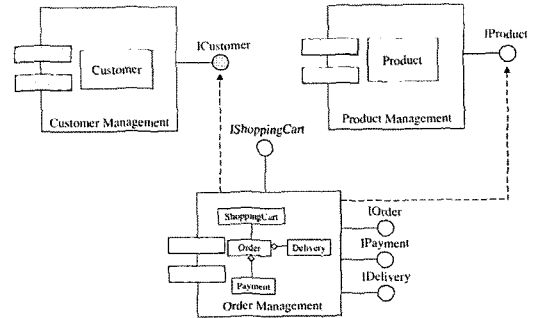 ICustomer
Customer
Customer Management
IProduct
Product
Product Management
IShoppingCart
ShoppingCart
Order
Delivery
Payment
Order Management
IOrder
IPayment
IDelivery